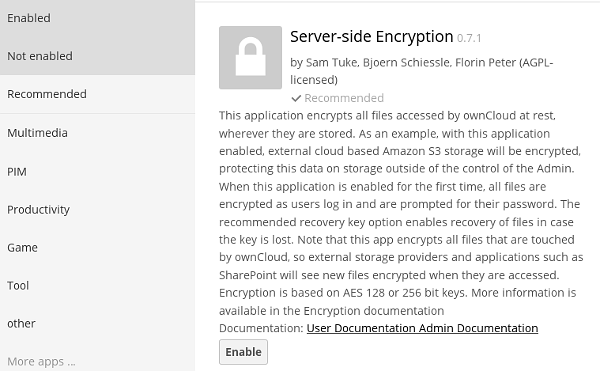 Enabled
Not enabled
Recommended
Multimedia
PIM
Productivity
Game
Tool
other
More apps ...
Server-side Encryption 0.7.1
by Sam Tuke, Bjoern Schiessle, Florin Peter (AGPL-
licensed)
Recommended
This application encrypts all files accessed by ownCloud at rest,
wherever they are stored. As an example, with this application
enabled, external cloud based Amazon S3 storage will be encrypted,
protecting this data on storage outside of the control of the Admin.
When this application is enabled for the first time, all files are
encrypted as users log in and are prompted for their password. The
recommended recovery key option enables recovery of files in case
the key is lost. Note that this app encrypts all files that are touched
by ownCloud, so external storage providers and applications such as
SharePoint will see new files encrypted when they are accessed.
Encryption is based on AES 128 or 256 bit keys. More information is
available in the Encryption documentation
Documentation: User Documentation Admin Documentation
Enable